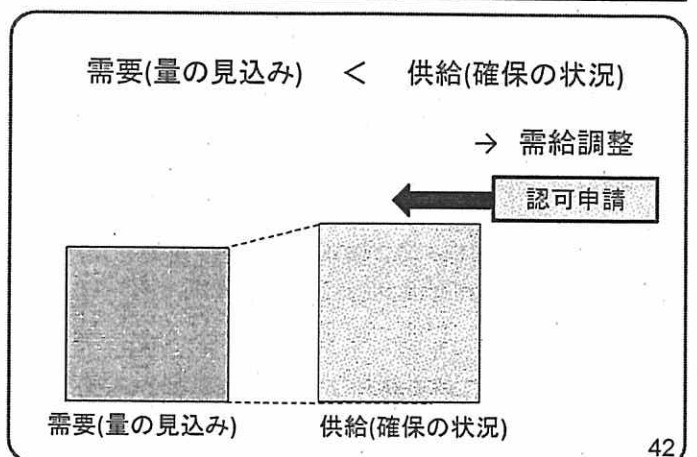 需要(量の見込み) ＜ 供給(確保の状況)
→ 需給調整
認可申請
需要(量の見込み) 供給(確保の状況)
42